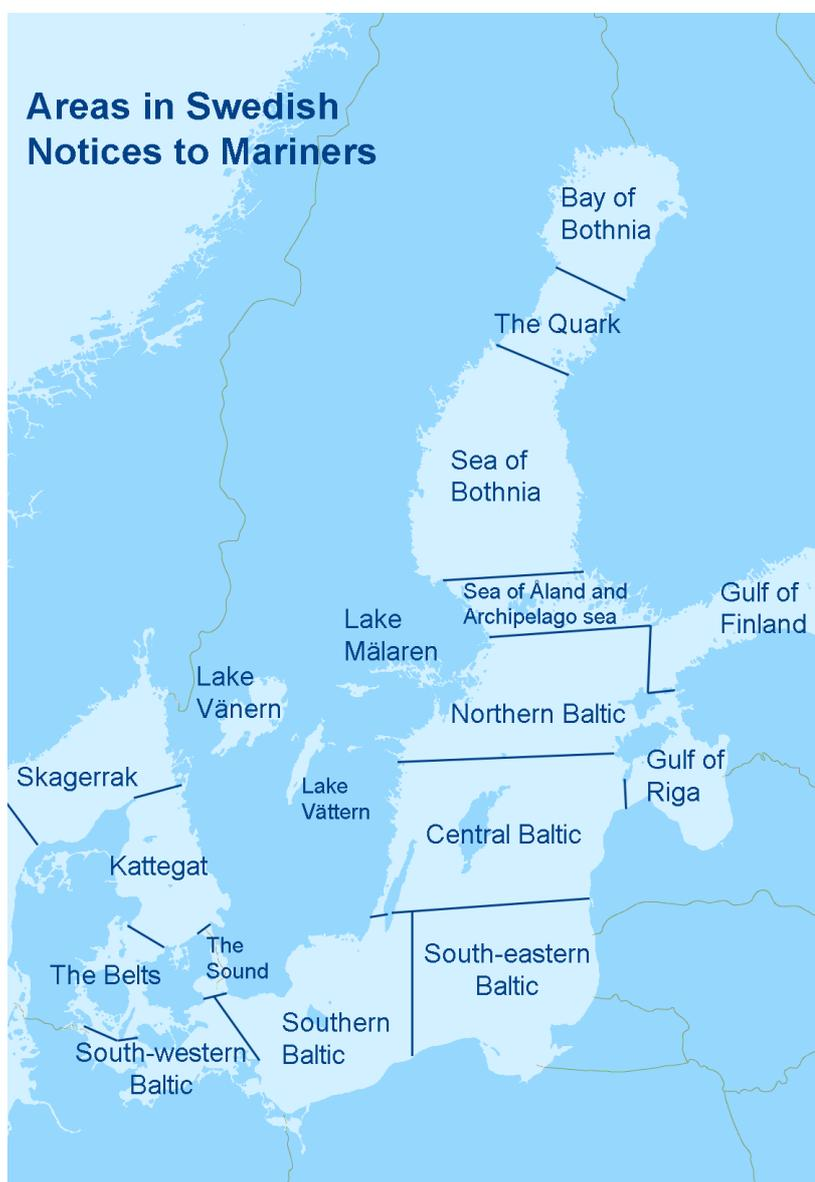 Areas in Swedish
Notices to Mariners
Bay of
Bothnia
The Quark
Sea of
Bothnia
Sea of Åland and
Archipelago sea
Gulf of
Finland
Lake
Mälaren
Lake
Vänern
Northern Baltic
Gulf of
Riga
Skagerrak
Lake
Vättern
Central Baltic
Kattegat
The
Sound
The Belts
South-eastern
Baltic
Southern
Baltic
South-western
Baltic